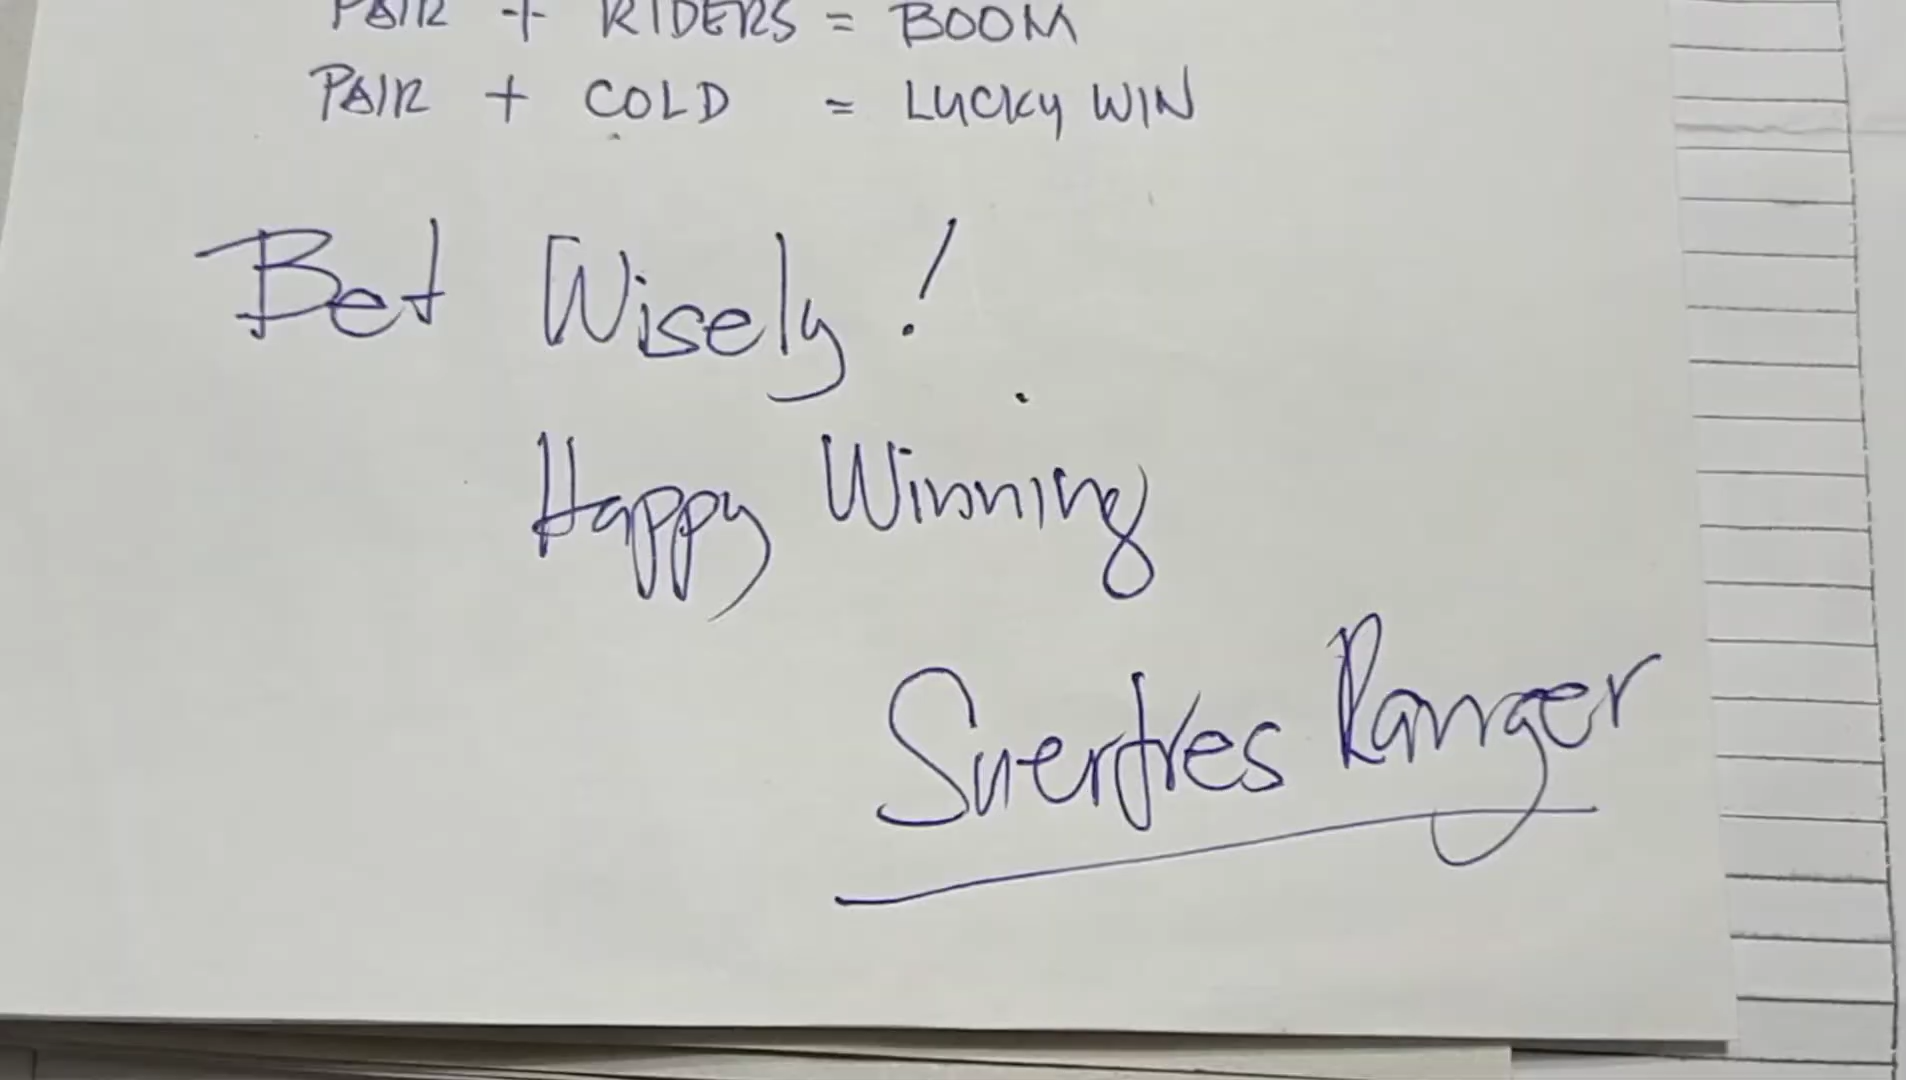 PAIR + RIDERS = BOOM
PAIR + COLD = LUCKY WIN
Bet Wisely!
Happy Winning
Suertres Ranger